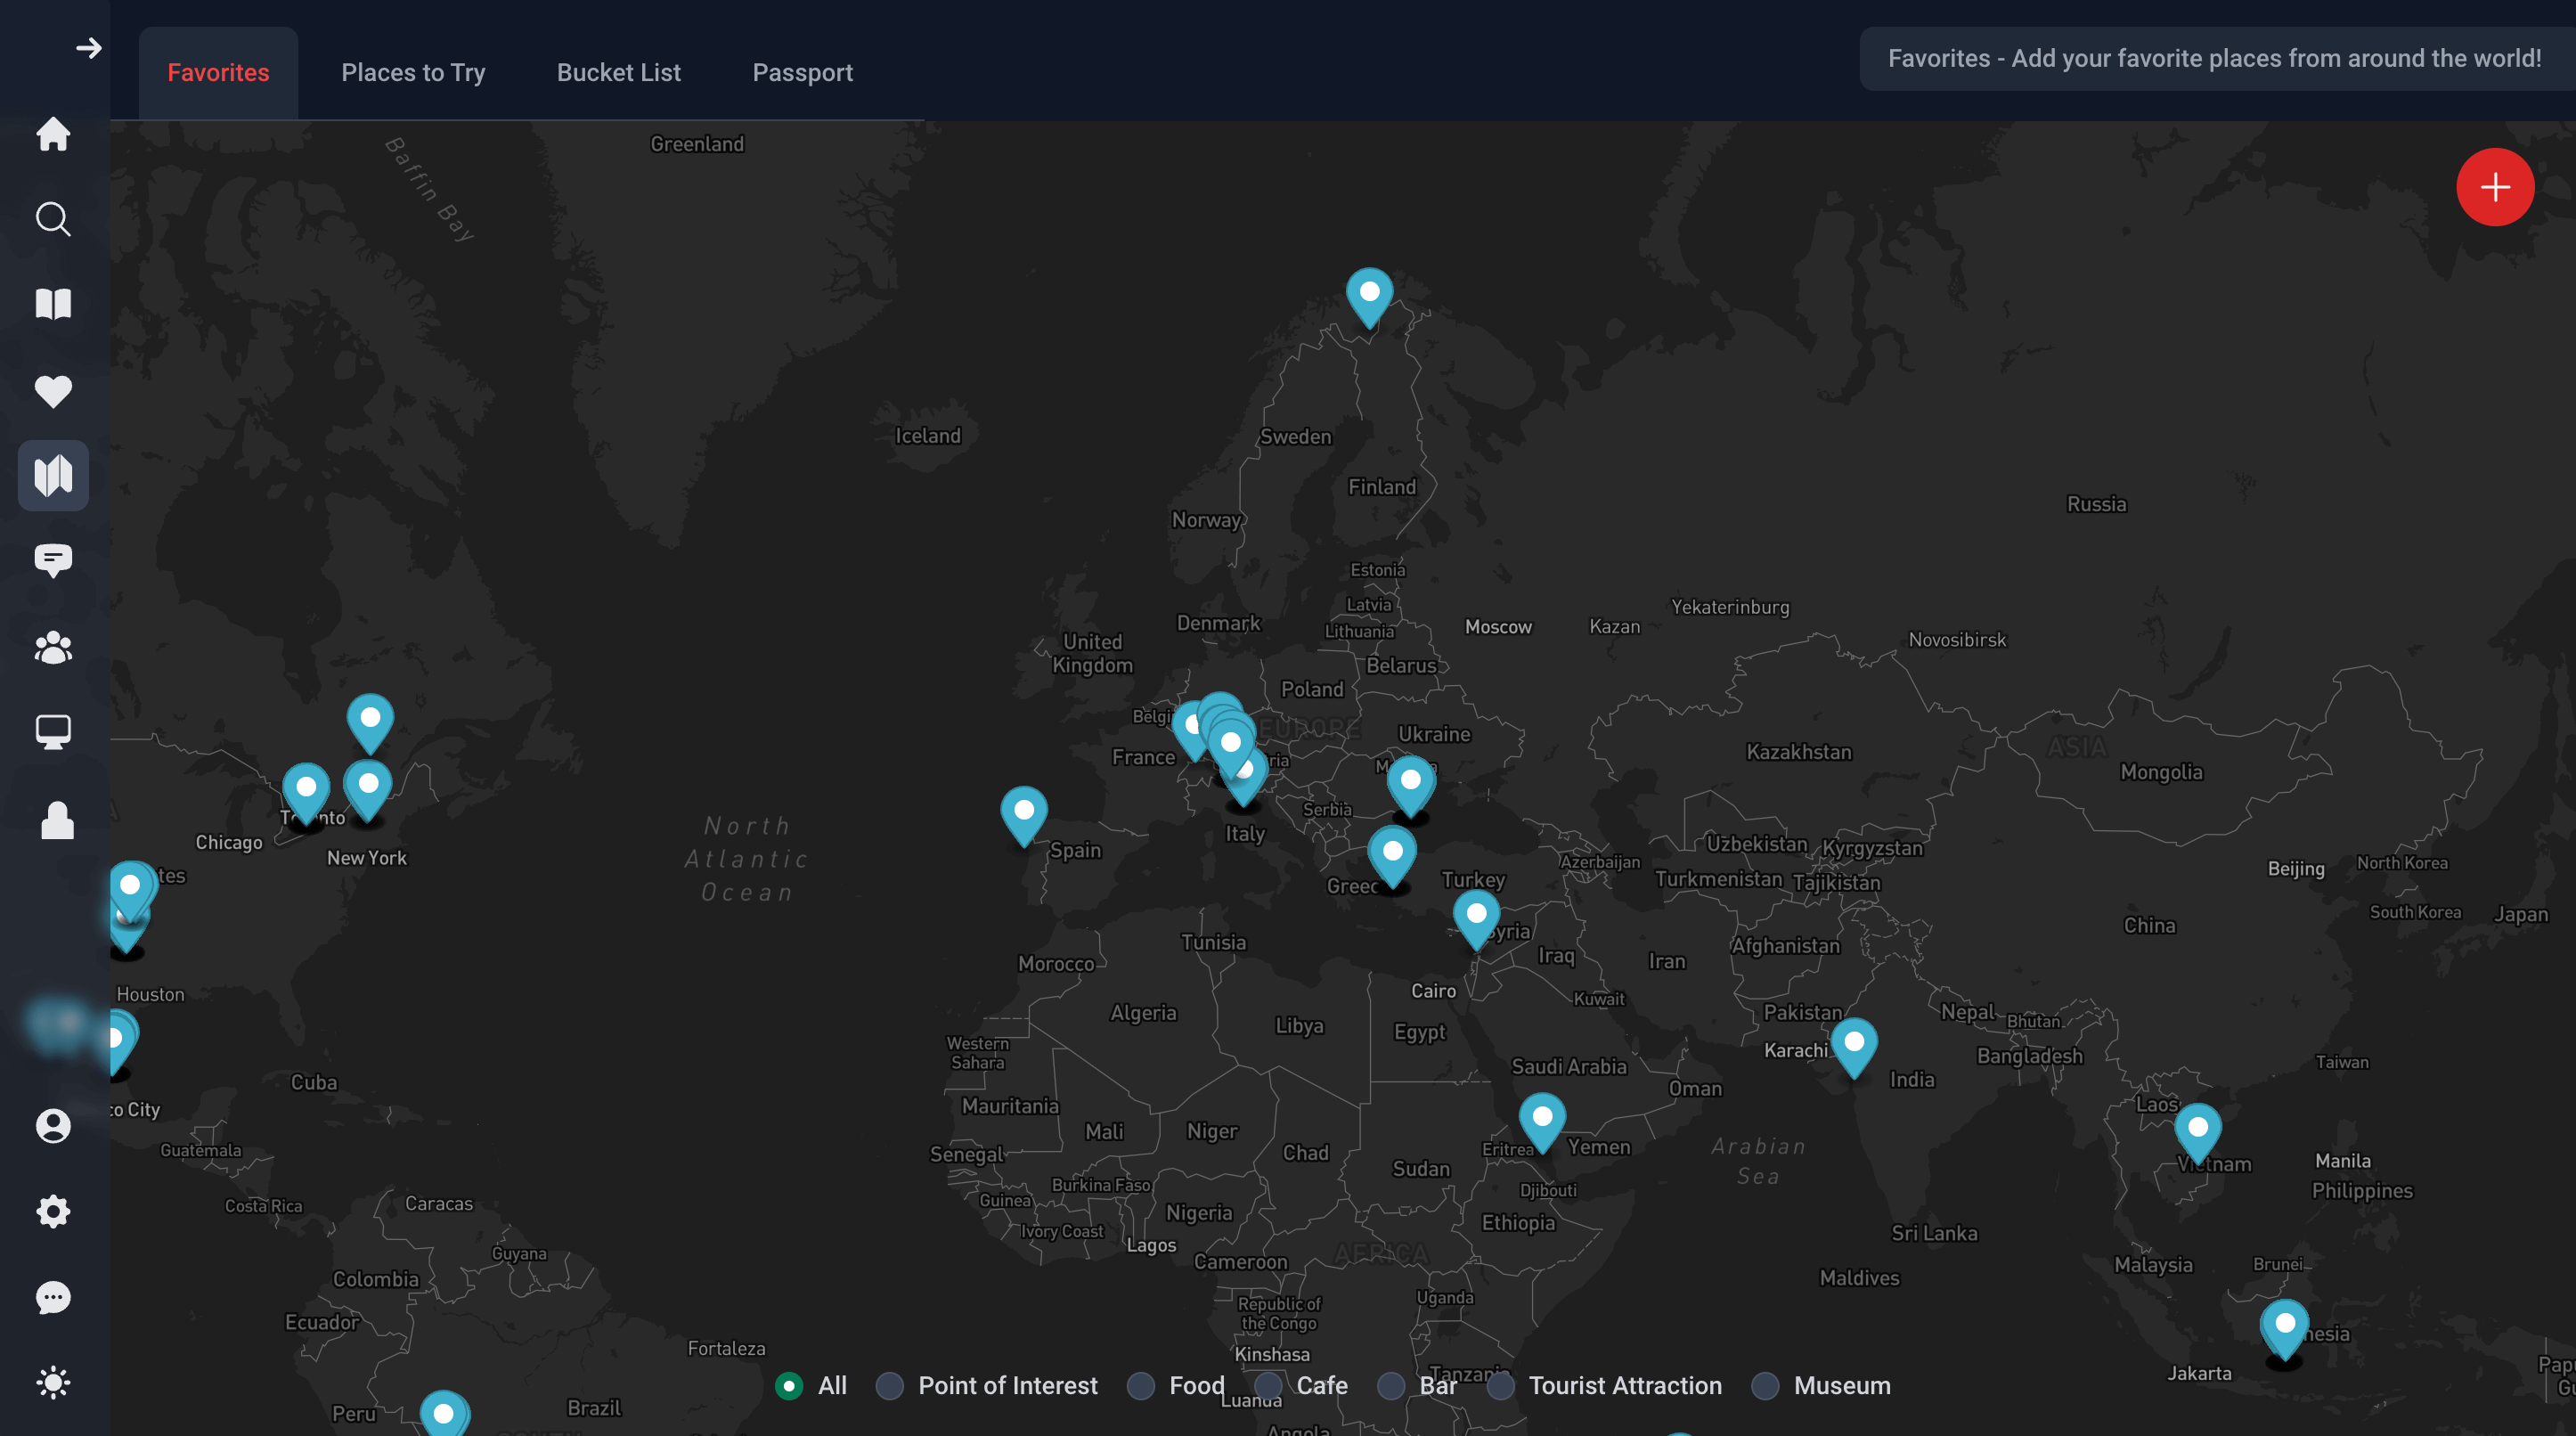 Favorites
Places to Try
Bucket List
Passport
Favorites - Add your favorite places from around the world!
Greenland
Baffin Bay
Iceland
Sweden
Finland
Russia
Norway
Estonia
Latvia
Yekaterinburg
Denmark
Lithuania
Moscow
Kazan
Novosibirsk
United
Kingdom
Belarus
Poland
Belgi
EUROPE
Ukraine
France
ria
Kazakhstan
ASIA
Mongolia
North
Atlantic
Ocean
Serbia
Chicago
New York
Italy
Spain
Uzbekistan
Kyrgyzstan
Azerbaijan
Beijing
North Korea
tes
Greec
Turkey
Turkmenistan
Tajikistan
South Korea
Japan
China
Syria
Tunisia
Iraq
Iran
Afghanistan
Morocco
Houston
Cairo
Kuwait
Algeria
Libya
Egypt
Pakistan
Nepal
Bhutan
Western
Sahara
Karachi
Bangladesh
Taiwan
Cuba
Saudi Arabia
Oman
India
co City
Mauritania
Laos
Mali
Niger
Guatemala
Senegal
Chad
Sudan
Eritrea
Yemen
Arabian
Sea
Vietnam
Manila
Philippines
Burkina Faso
Djibouti
Costa Rica
Caracas
Guinea
Nigeria
Ethiopia
Ivory Coast
Lagos
Sri Lanka
Guyana
Cameroon
AFRICA
Malaysia
Brunei
Colombia
Maldives
Uganda
Republic of
the Congo
Ecuador
nesia
Fortaleza
Kinshasa
Tanzania
Jakarta
Pap
Gu
All
Point of Interest
Food
Cafe
Bar
Tourist Attraction
Museum
Luanda
Peru
Brazil
Angola